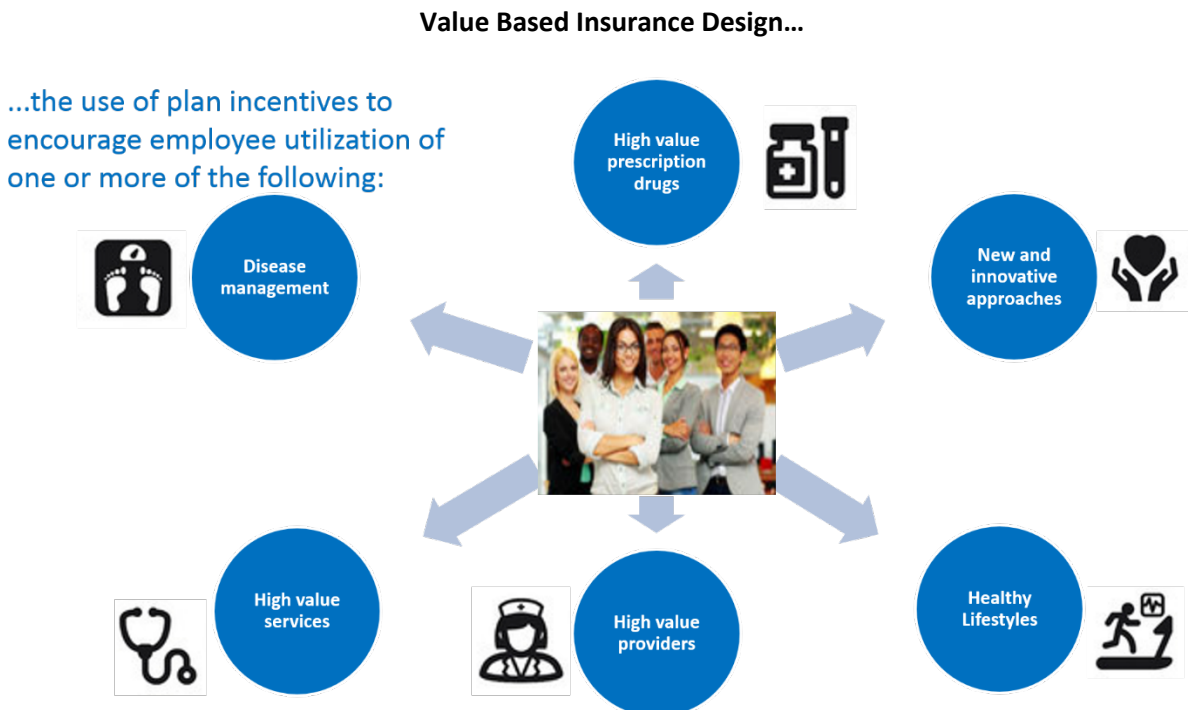 Value Based Insurance Design…
...the use of plan incentives to
encourage employee utilization of
one or more of the following:
High value
prescription
drugs
Disease
management
New and
innovative
approaches
High value
services
High value
providers
Healthy
Lifestyles